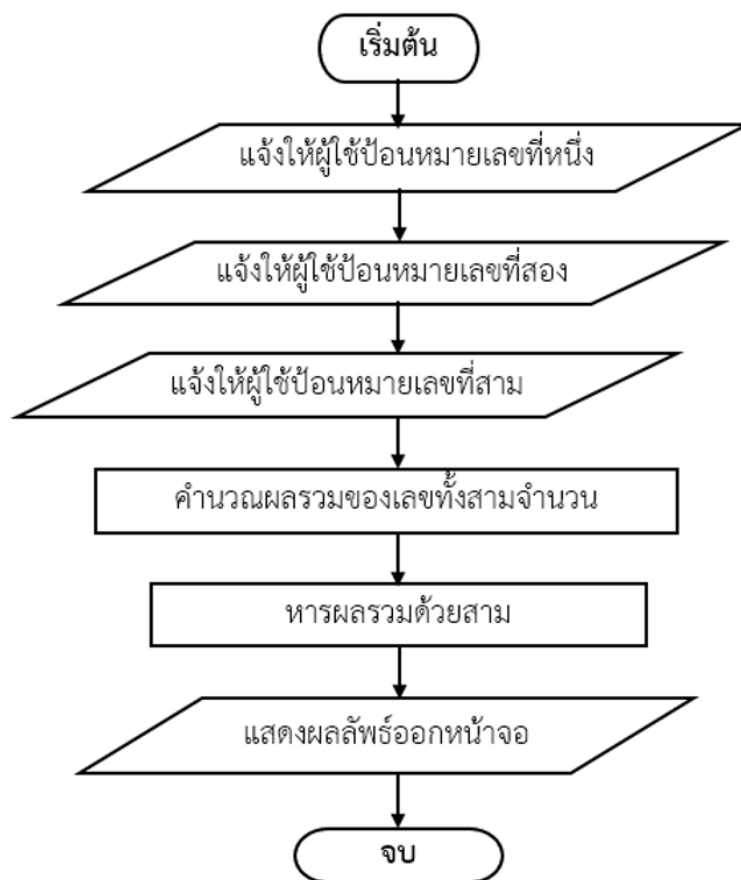 เริ่มต้น
แจ้งให้ผู้ใช้ป้อนหมายเลขที่หนึ่ง
แจ้งให้ผู้ใช้ป้อนหมายเลขที่สอง
แจ้งให้ผู้ใช้ป้อนหมายเลขที่สาม
คำนวณผลรวมของเลขทั้งสามจำนวน
หารผลรวมด้วยสาม
แสดงผลลัพธ์ออกหน้าจอ
จบ